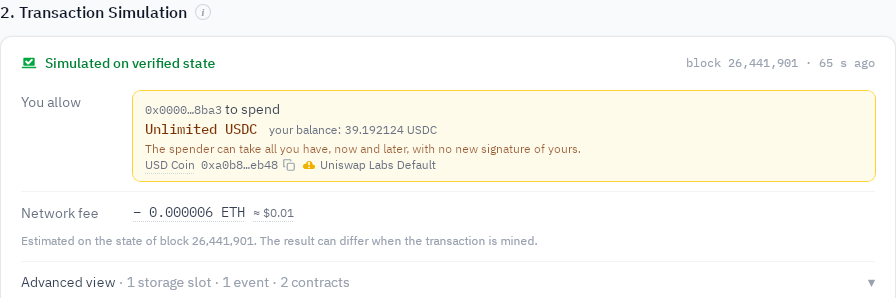 2. Transaction Simulation i
Simulated on verified state
block 26,441,901 · 65 s ago
You allow
0x0000…8ba3 to spend
Unlimited USDC your balance: 39.192124 USDC
The spender can take all you have, now and later, with no new signature of yours.
USD Coin 0xa0b8…eb48 Uniswap Labs Default
Network fee
− 0.000006 ETH ≈ $0.01
Estimated on the state of block 26,441,901. The result can differ when the transaction is mined.
Advanced view · 1 storage slot · 1 event · 2 contracts